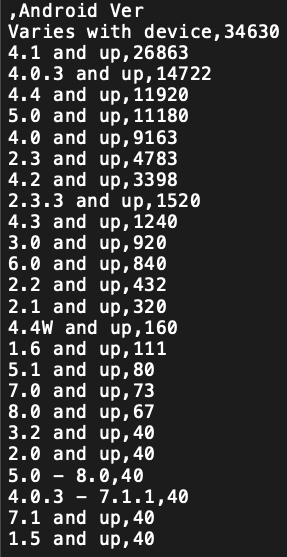 ,Android Ver
Varies with device,34630
4.1 and up,26863
4.0.3 and up,14722
4.4 and up,11920
5.0 and up,11180
4.0 and up,9163
2.3 and up,4783
4.2 and up,3398
2.3.3 and up,1520
4.3 and up,1240
3.0 and up,920
6.0 and up,840
2.2 and up,432
2.1 and up,320
4.4W and up,160
1.6 and up,111
5.1 and up,80
7.0 and up,73
8.0 and up,67
3.2 and up,40
2.0 and up,40
5.0 - 8.0,40
4.0.3 - 7.1.1,40
7.1 and up,40
1.5 and up,40